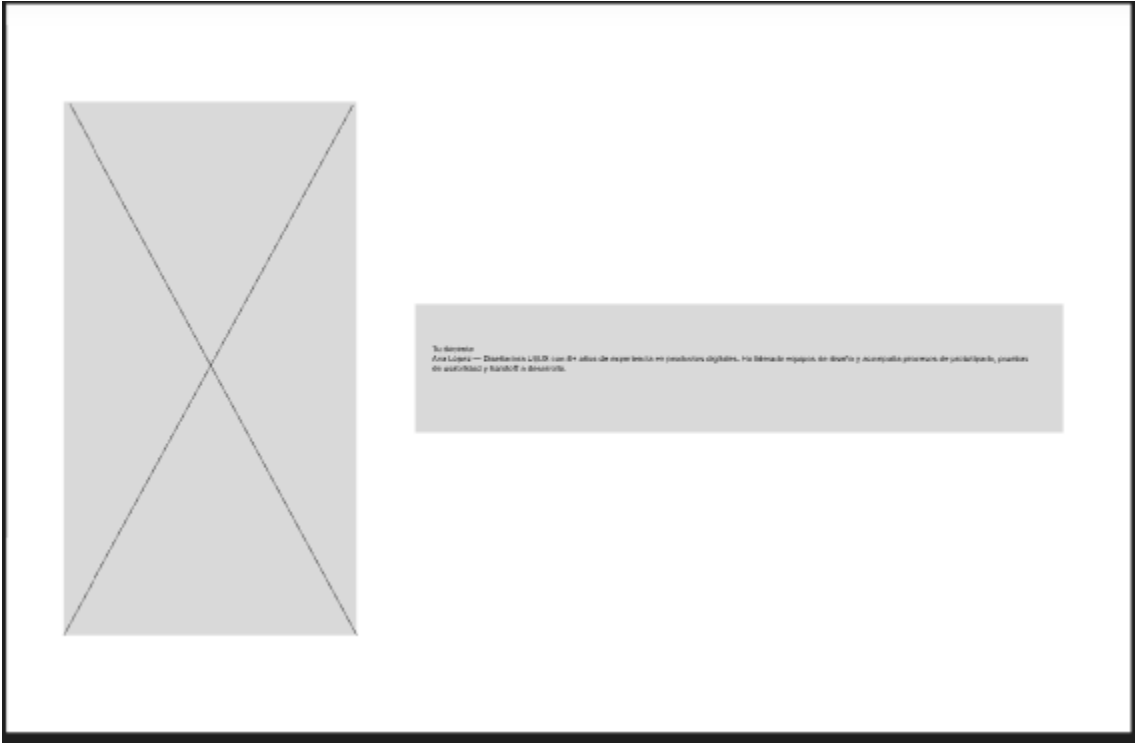 Tu docente
Ana López — Diseñadora UI/UX con 8+ años de experiencia en productos digitales. Ha liderado equipos de diseño y acompaña procesos de prototipado, pruebas
de usabilidad y handoff a desarrollo.